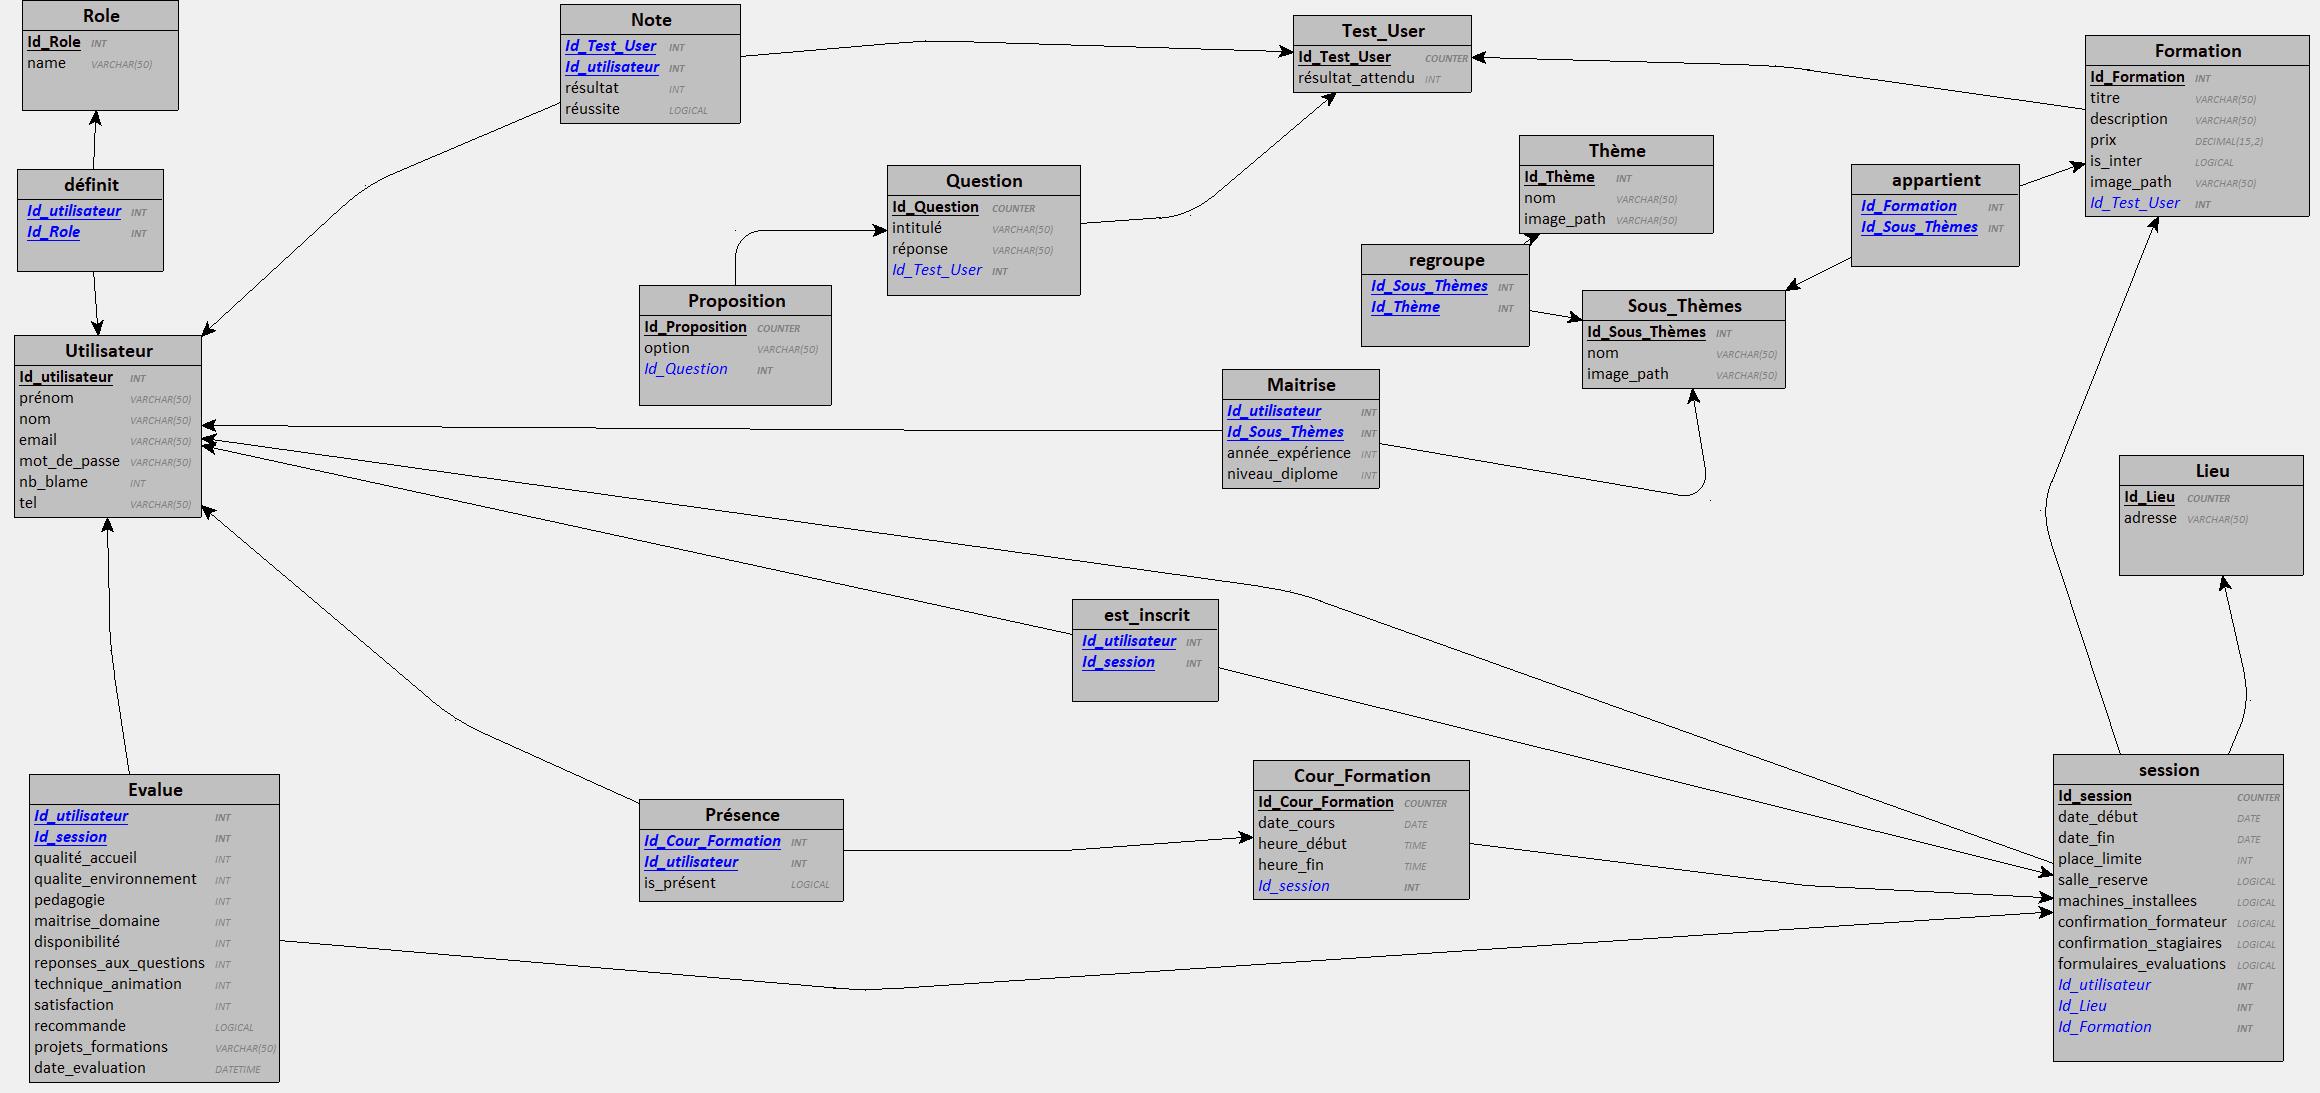 Role
Id_Role INT
name VARCHAR(50)
définit
Id_utilisateur INT
Id_Role INT
Utilisateur
Id_utilisateur INT
prénom VARCHAR(50)
nom VARCHAR(50)
email VARCHAR(50)
mot_de_passe VARCHAR(50)
nb_blame INT
tel VARCHAR(50)
Evalue
Id_utilisateur INT
Id_session INT
qualité_accueil INT
qualite_environnement INT
pedagogie INT
maitrise_domaine INT
disponibilité INT
reponses_aux_questions INT
technique_animation INT
satisfaction INT
recommande LOGICAL
projets_formations VARCHAR(50)
date_evaluation DATETIME
Note
Id_Test_User INT
Id_utilisateur INT
résultat INT
réussite LOGICAL
Proposition
Id_Proposition COUNTER
option VARCHAR(50)
Id_Question INT
Question
Id_Question COUNTER
intitulé VARCHAR(50)
réponse VARCHAR(50)
Id_Test_User INT
Test_User
Id_Test_User COUNTER
résultat_attendu INT
Thème
Id_Thème INT
nom VARCHAR(50)
image_path VARCHAR(50)
regroupe
Id_Sous_Thèmes INT
Id_Thème INT
Sous_Thèmes
Id_Sous_Thèmes INT
nom VARCHAR(50)
image_path VARCHAR(50)
Maitrise
Id_utilisateur INT
Id_Sous_Thèmes INT
année_expérience INT
niveau_diplome INT
appartient
Id_Formation INT
Id_Sous_Thèmes INT
Formation
Id_Formation INT
titre VARCHAR(50)
description VARCHAR(50)
prix DECIMAL(15,2)
is_inter LOGICAL
image_path VARCHAR(50)
Id_Test_User INT
Lieu
Id_Lieu COUNTER
adresse VARCHAR(50)
est_inscrit
Id_utilisateur INT
Id_session INT
Présence
Id_Cour_Formation INT
Id_utilisateur INT
is_présent LOGICAL
Cour_Formation
Id_Cour_Formation COUNTER
date_cours DATE
heure_début TIME
heure_fin TIME
Id_session INT
session
Id_session COUNTER
date_début DATE
date_fin DATE
place_limite INT
salle_reserve LOGICAL
machines_installees LOGICAL
confirmation_formateur LOGICAL
confirmation_stagiaires LOGICAL
formulaires_evaluations LOGICAL
Id_utilisateur INT
Id_Lieu INT
Id_Formation INT